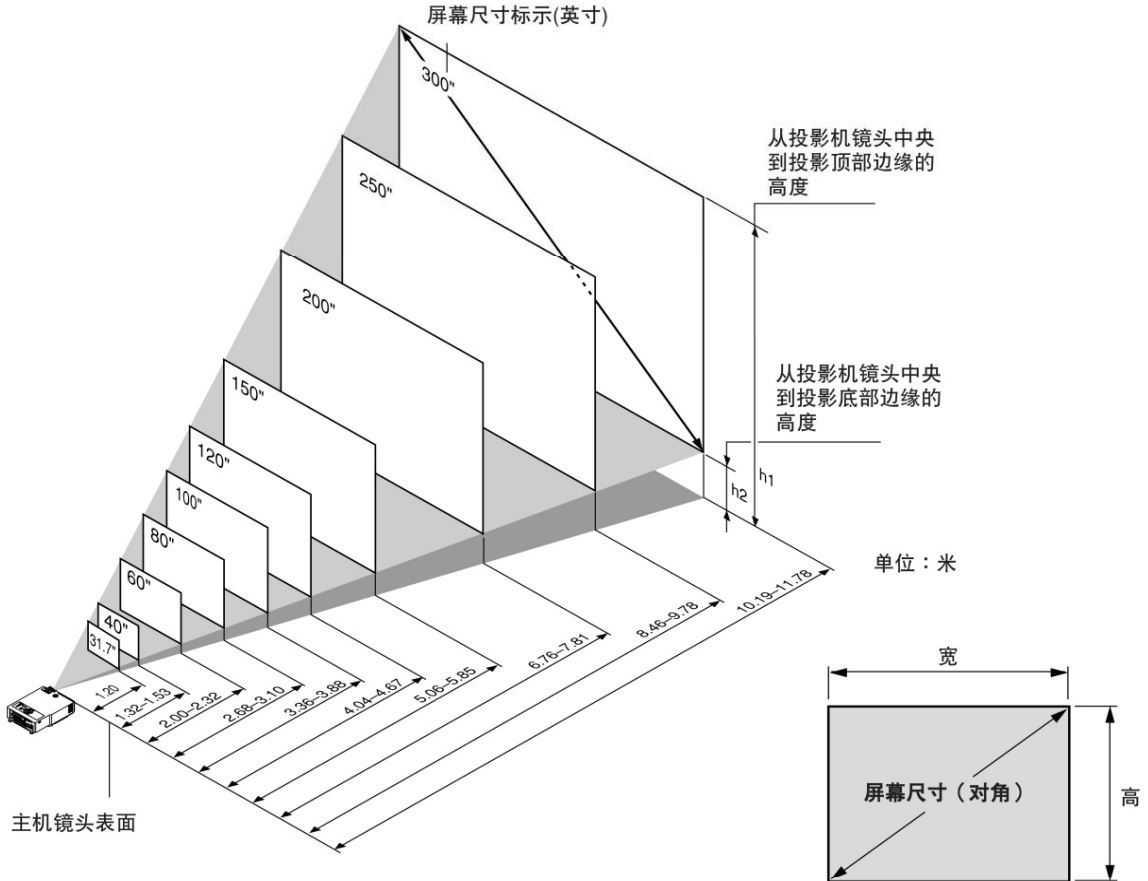 屏幕尺寸标示(英寸)
300"
从投影机镜头中央
到投影顶部边缘的
高度
250"
200"
从投影机镜头中央
到投影底部边缘的
高度
150"
120"
100"
h1
h2
80"
单位：米
60"
40"
31.7"
1.20
1.32–1.53
2.00–2.32
2.68–3.10
3.36–3.88
4.04–4.67
5.06–5.85
6.76–7.81
8.46–9.78
10.19–11.78
主机镜头表面
宽
屏幕尺寸（对角）
高